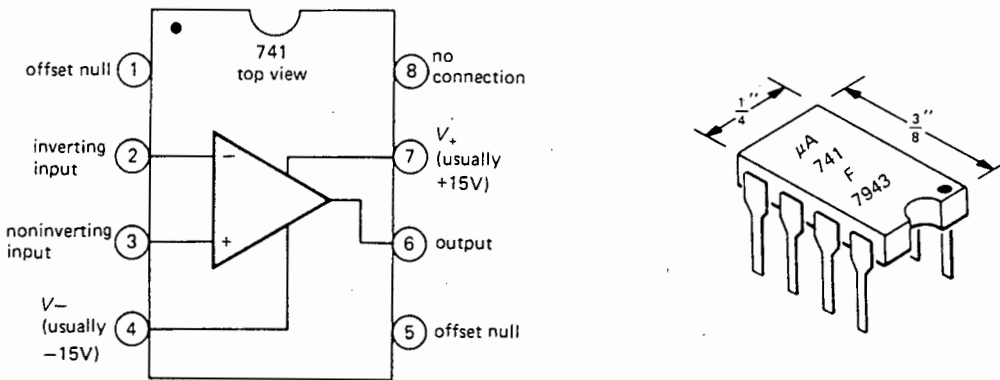 741
top view
offset null 1
8 no
connection
inverting
input
2
−
7
V+
(usually
+15V)
noninverting
input
3
+
6 output
V−
(usually
−15V)
4
5 offset null
1/4"
3/8"
μA
741
F
7943